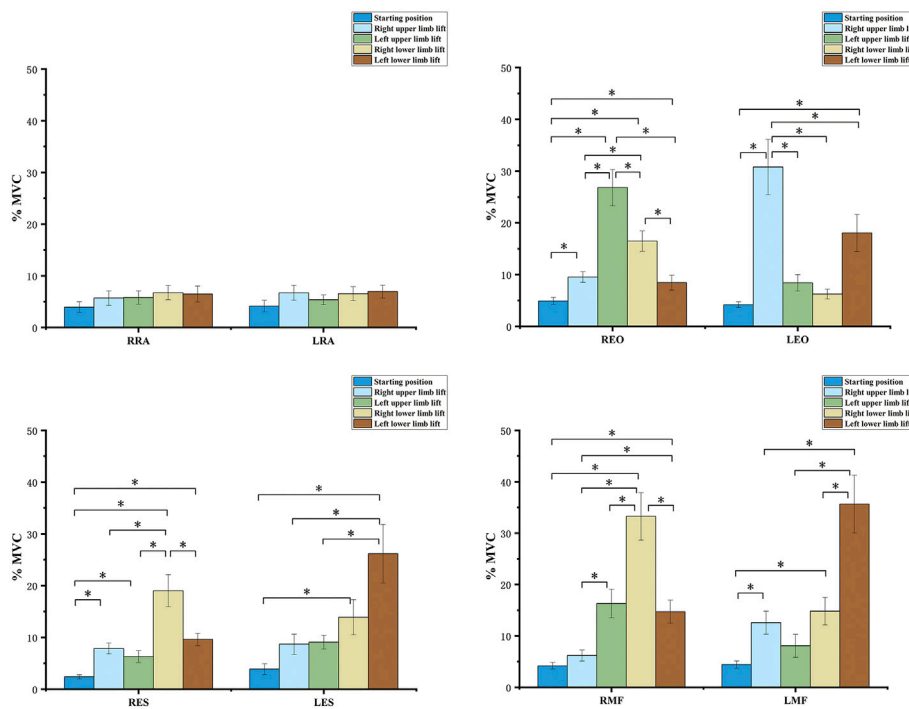 Starting position
Right upper limb lift
Left upper limb lift
Right lower limb lift
Left lower limb lift
% MVC
50
40
30
20
10
0
RRA
LRA
Starting position
Right upper limb lift
Left upper limb lift
Right lower limb lift
Left lower limb lift
% MVC
50
40
30
20
10
0
* * * * * * * * *
* * * * *
REO
LEO
Starting position
Right upper limb lift
Left upper limb lift
Right lower limb lift
Left lower limb lift
% MVC
50
40
30
20
10
0
* * * * * * *
* * * *
RES
LES
Starting position
Right upper limb lift
Left upper limb lift
Right lower limb lift
Left lower limb lift
% MVC
50
40
30
20
10
0
* * * * * * *
* * * * *
RMF
LMF